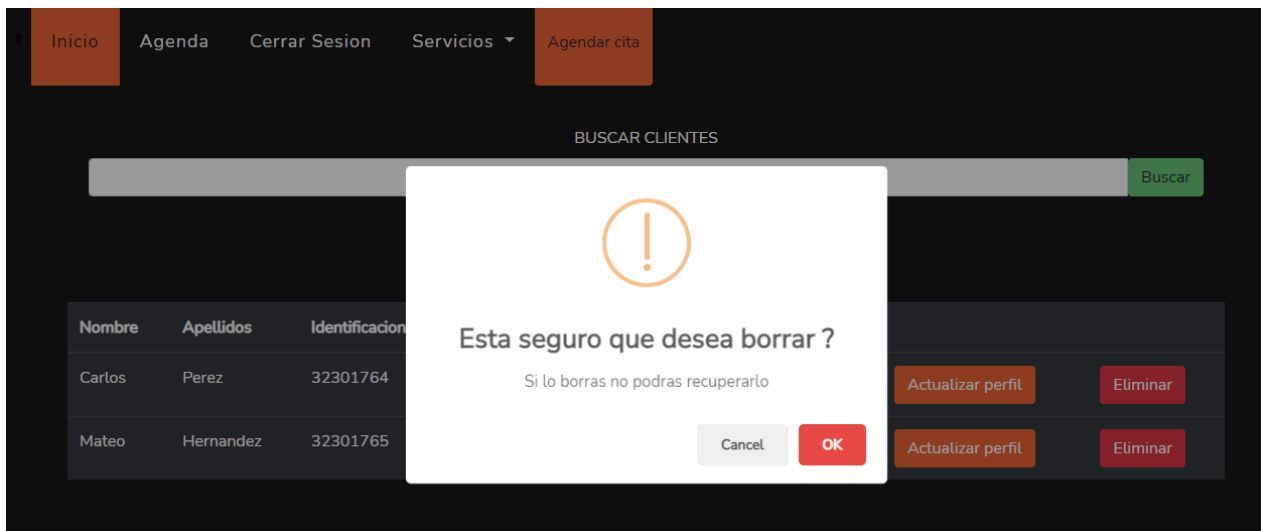 Inicio Agenda Cerrar Sesion Servicios Agendar cita
BUSCAR CLIENTES
Buscar
Nombre Apellidos Identificacion
Esta seguro que desea borrar ?
Carlos Perez 32301764
Si lo borras no podras recuperarlo
Actualizar perfil Eliminar
Mateo Hernandez 32301765
Cancel OK
Actualizar perfil Eliminar